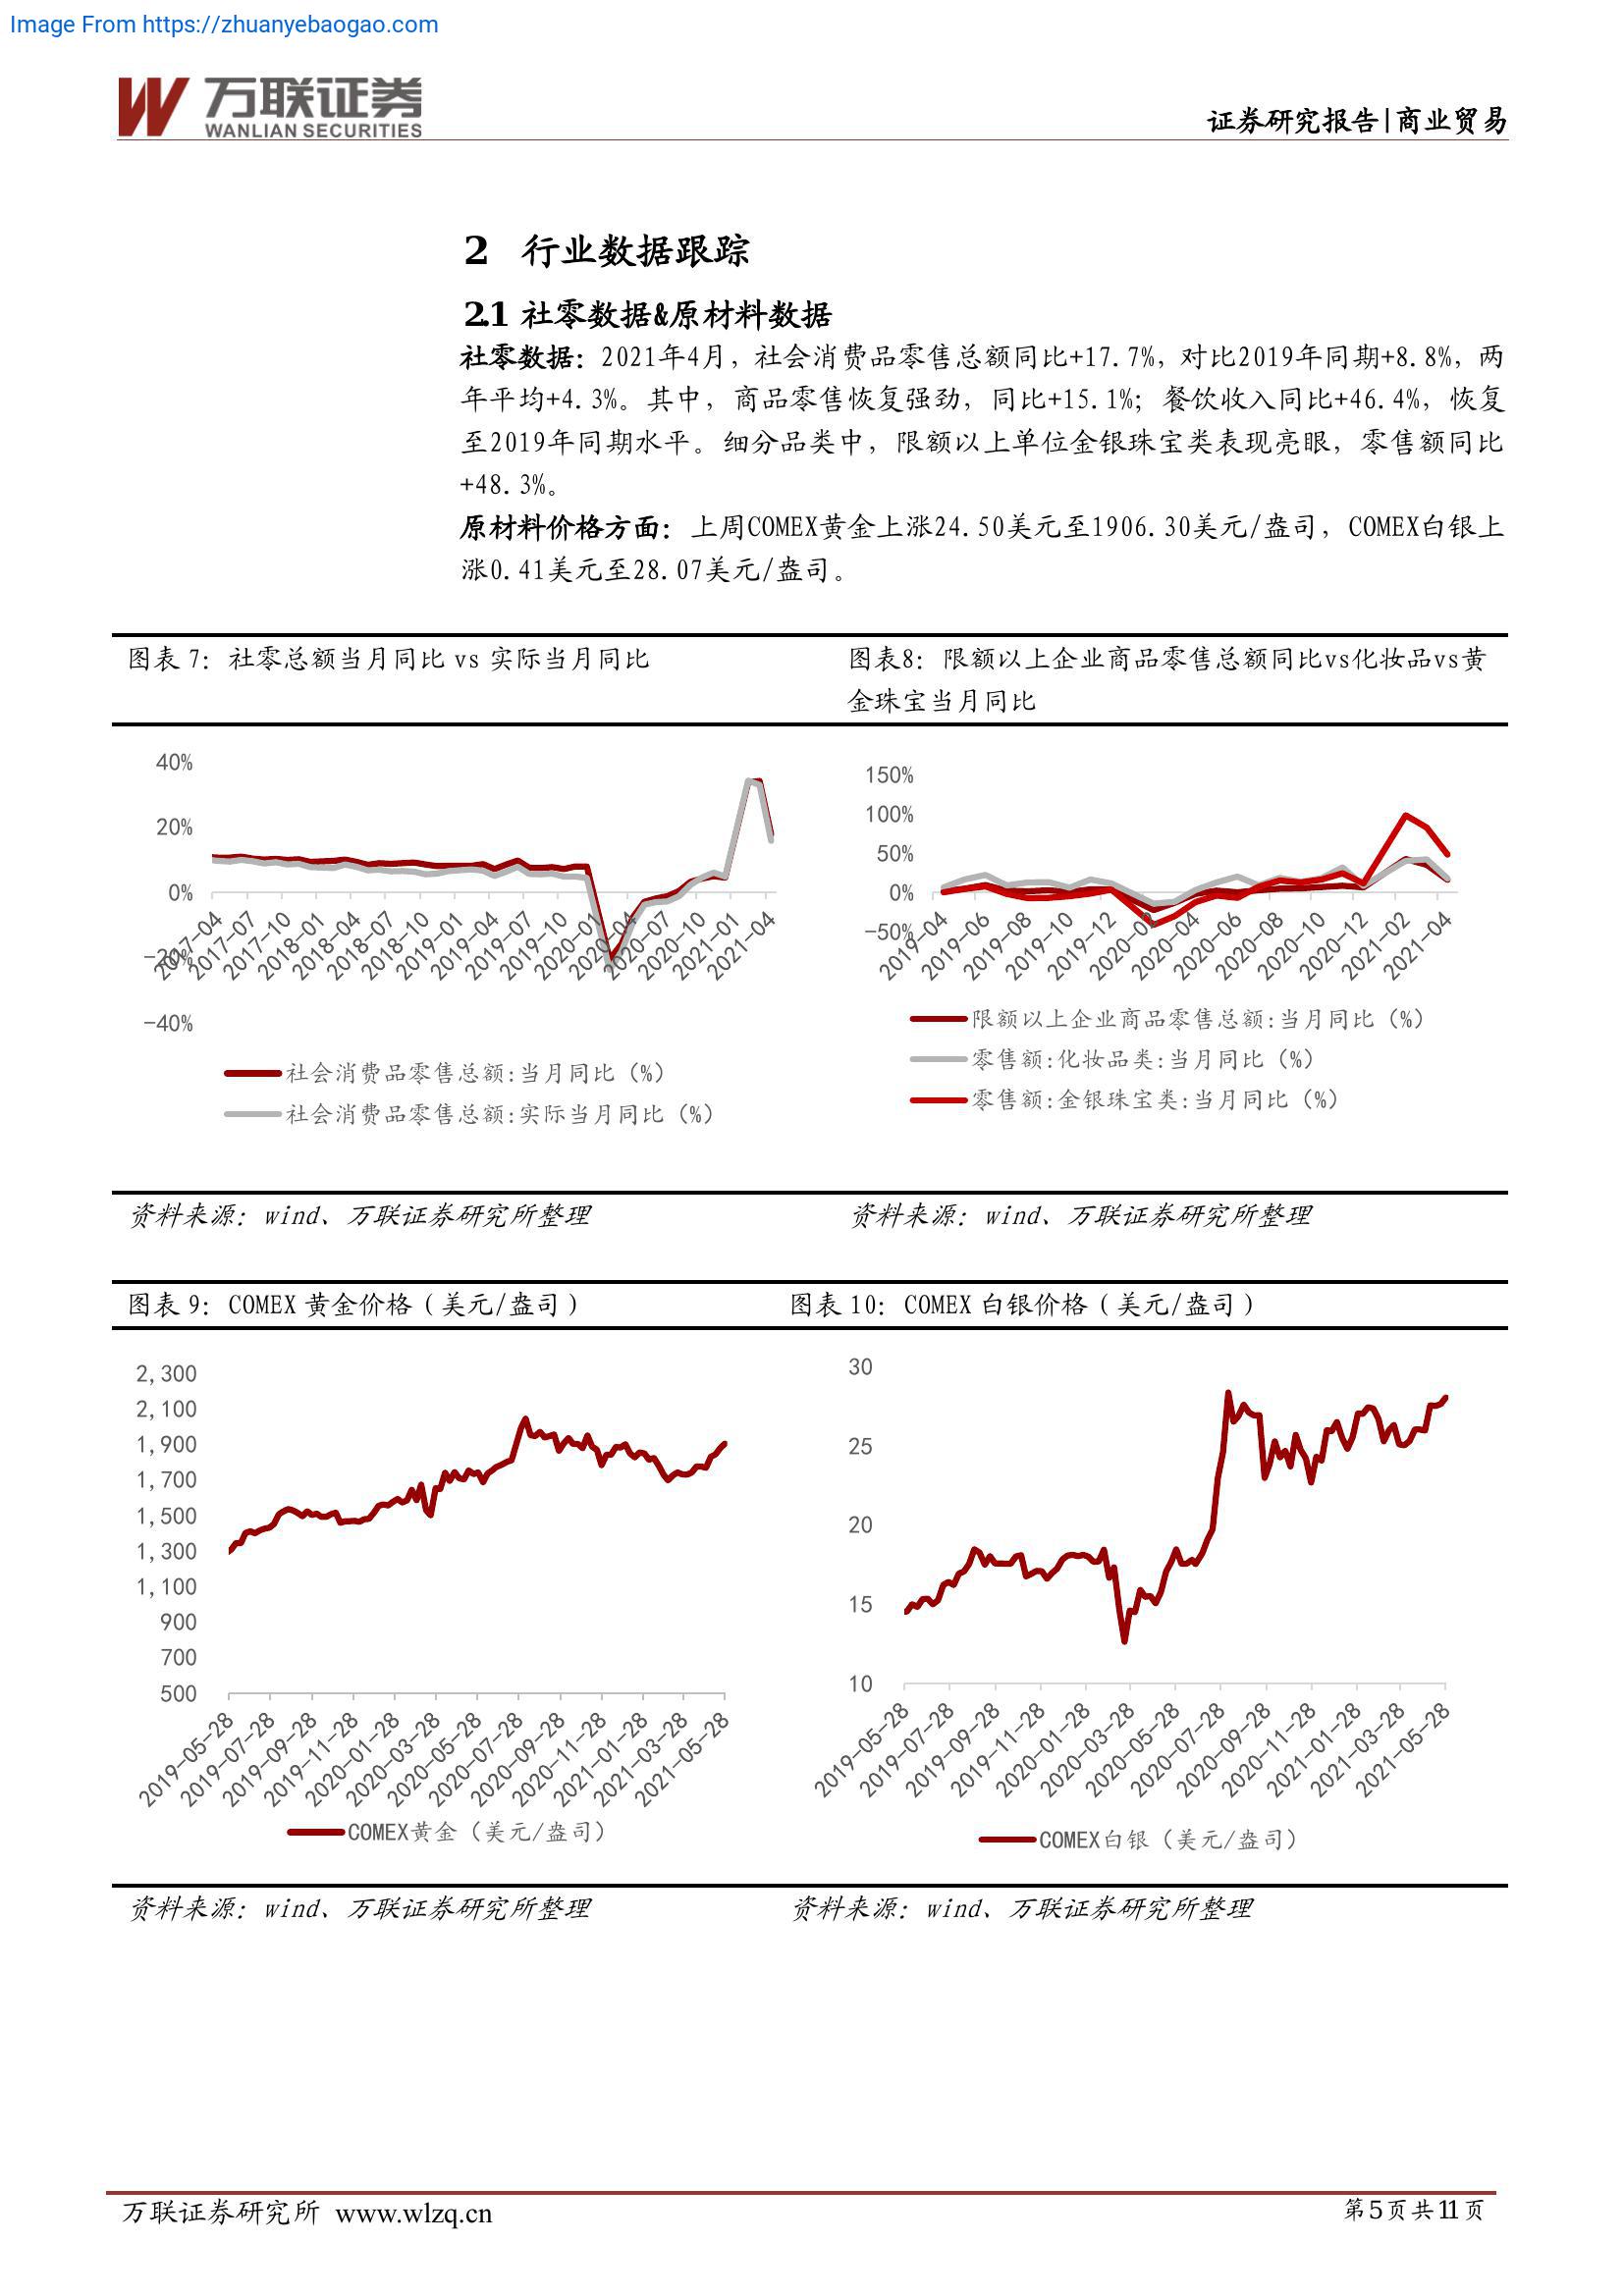 Image From https://zhuanyebaogao.com
万联证券
WANLIAN SECURITIES
证券研究报告|商业贸易
2 行业数据跟踪
2.1 社零数据&原材料数据
社零数据：2021年4月，社会消费品零售总额同比+17.7%，对比2019年同期+8.8%，两
年平均+4.3%。其中，商品零售恢复强劲，同比+15.1%；餐饮收入同比+46.4%，恢复
至2019年同期水平。细分品类中，限额以上单位金银珠宝类表现亮眼，零售额同比
+48.3%。
原材料价格方面：上周COMEX黄金上涨24.50美元至1906.30美元/盎司，COMEX白银上
涨0.41美元至28.07美元/盎司。
图表 7：社零总额当月同比 vs 实际当月同比
40%
20%
0%
-20%
-40%
2017-04
2017-07
2017-10
2018-01
2018-04
2018-07
2018-10
2019-01
2019-04
2019-07
2019-10
2020-01
2020-04
2020-07
2020-10
2021-01
2021-04
社会消费品零售总额:当月同比（%）
社会消费品零售总额:实际当月同比（%）
资料来源：wind、万联证券研究所整理
图表8：限额以上企业商品零售总额同比vs化妆品vs黄
金珠宝当月同比
150%
100%
50%
0%
-50%
2019-04
2019-06
2019-08
2019-10
2019-12
2020-02
2020-04
2020-06
2020-08
2020-10
2020-12
2021-02
2021-04
限额以上企业商品零售总额:当月同比（%）
零售额:化妆品类:当月同比（%）
零售额:金银珠宝类:当月同比（%）
资料来源：wind、万联证券研究所整理
图表 9：COMEX 黄金价格（美元/盎司）
2,300
2,100
1,900
1,700
1,500
1,300
1,100
900
700
500
2019-05-28
2019-07-28
2019-09-28
2019-11-28
2020-01-28
2020-03-28
2020-05-28
2020-07-28
2020-09-28
2020-11-28
2021-01-28
2021-03-28
2021-05-28
COMEX黄金（美元/盎司）
资料来源：wind、万联证券研究所整理
图表 10：COMEX 白银价格（美元/盎司）
30
25
20
15
10
2019-05-28
2019-07-28
2019-09-28
2019-11-28
2020-01-28
2020-03-28
2020-05-28
2020-07-28
2020-09-28
2020-11-28
2021-01-28
2021-03-28
2021-05-28
COMEX白银（美元/盎司）
资料来源：wind、万联证券研究所整理
万联证券研究所 www.wlzq.cn
第5页共11页